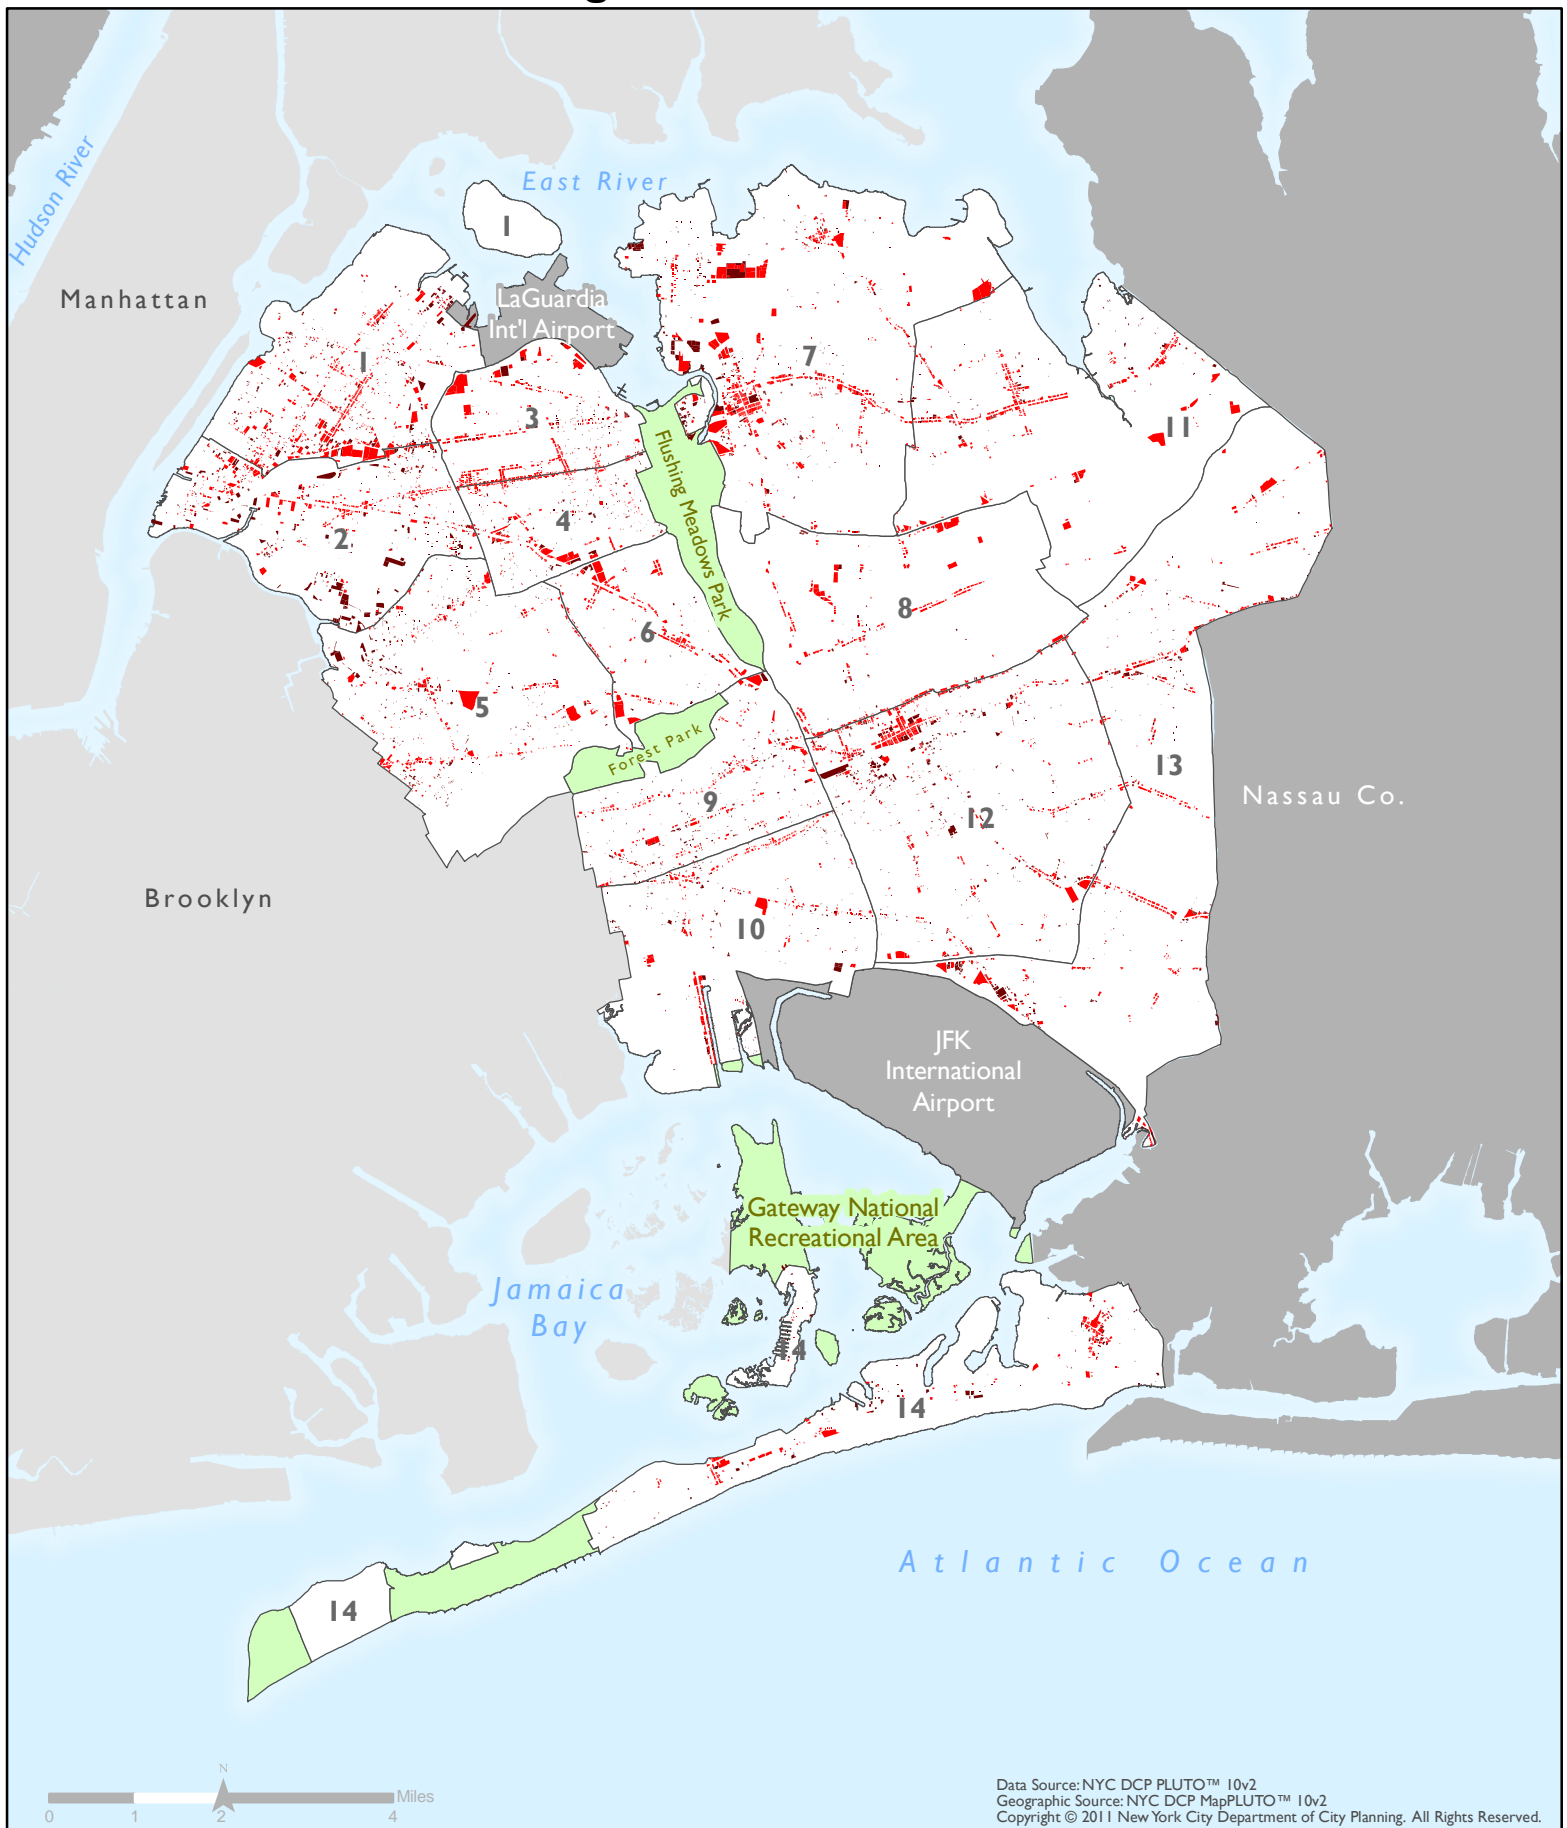 East River
Hudson River
1
Manhattan
LaGuardia
Int'l Airport
1
7
3
11
Flushing Meadows Park
4
2
8
6
5
Forest Park
13
9
Nassau Co.
12
Brooklyn
10
JFK
International
Airport
Gateway National
Recreational Area
Jamaica
Bay
14
14
Atlantic Ocean
14
N
Miles
0 1 2 4
Data Source: NYC DCP PLUTO™ 10v2
Geographic Source: NYC DCP MapPLUTO™ 10v2
Copyright © 2011 New York City Department of City Planning. All Rights Reserved.